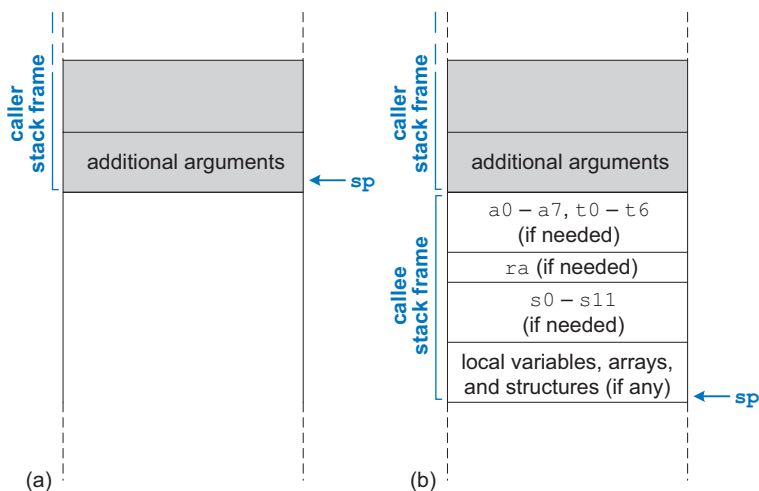 caller
stack frame
additional arguments
sp
(a)
caller
stack frame
additional arguments
callee
stack frame
a0 – a7, t0 – t6
(if needed)
ra (if needed)
s0 – s11
(if needed)
local variables, arrays,
and structures (if any)
sp
(b)